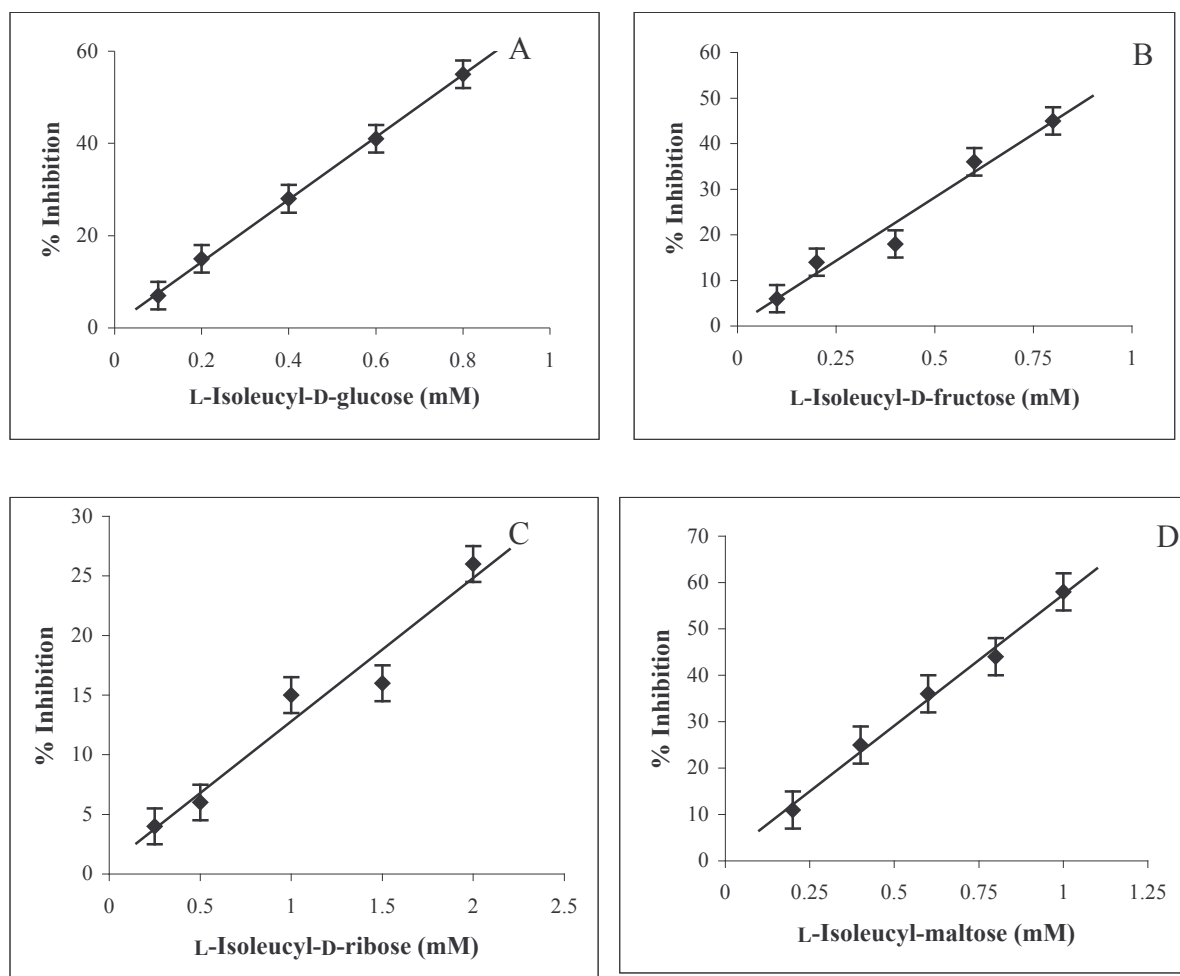 A
% Inhibition
60
40
20
0
0 0.2 0.4 0.6 0.8 1
L-Isoleucyl-D-glucose (mM)
B
% Inhibition
60
50
40
30
20
10
0
0 0.25 0.5 0.75 1
L-Isoleucyl-D-fructose (mM)
C
% Inhibition
30
25
20
15
10
5
0
0 0.5 1 1.5 2 2.5
L-Isoleucyl-D-ribose (mM)
D
% Inhibition
70
60
50
40
30
20
10
0
0 0.25 0.5 0.75 1 1.25
L-Isoleucyl-maltose (mM)